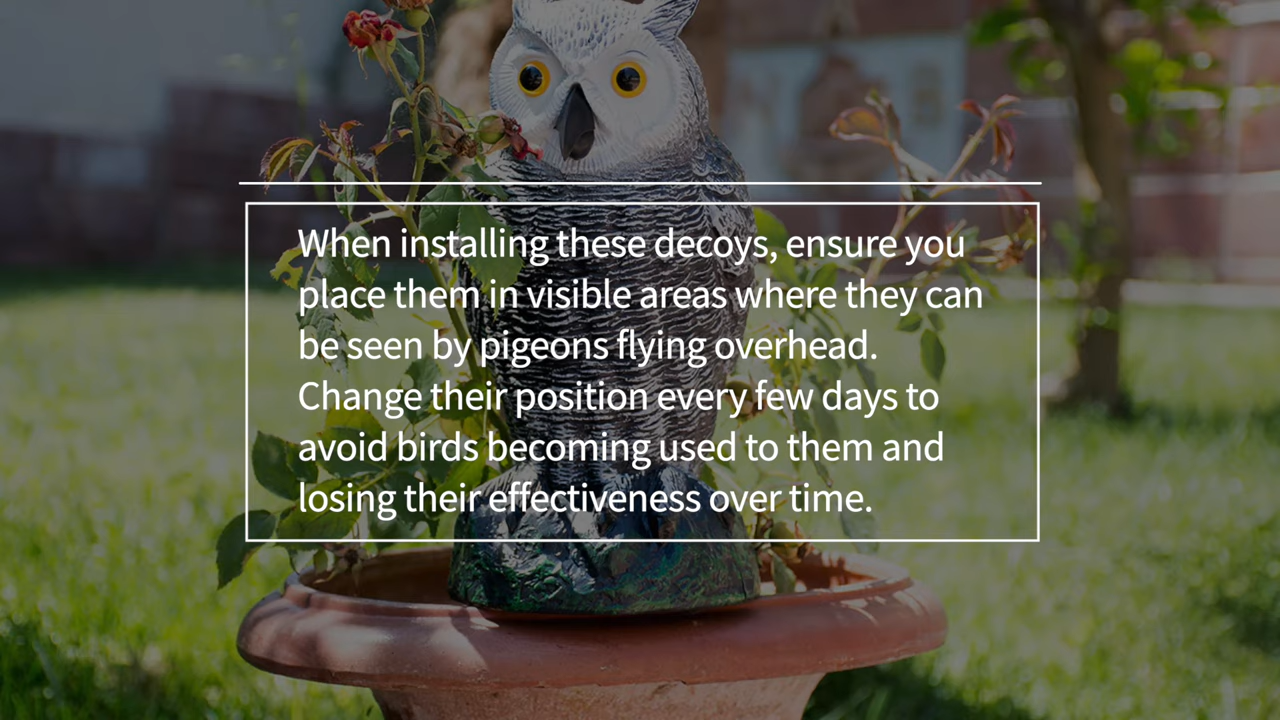 When installing these decoys, ensure you
place them in visible areas where they can
be seen by pigeons flying overhead.
Change their position every few days to
avoid birds becoming used to them and
losing their effectiveness over time.